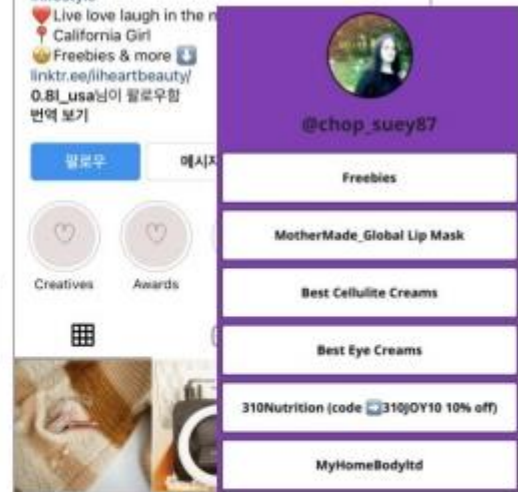 ❤️Live love laugh in the
📍California Girl
Freebies & more ⬇️
linktr.ee/iiheartbeauty/
0.8l_usa님이 팔로우함
번역 보기
팔로우
메시지
Creatives
Awards
@chop_suey87
Freebies
MotherMade_Global Lip Mask
Best Cellulite Creams
Best Eye Creams
310Nutrition (code ➡️310JOY10 10% off)
MyHomeBodyltd